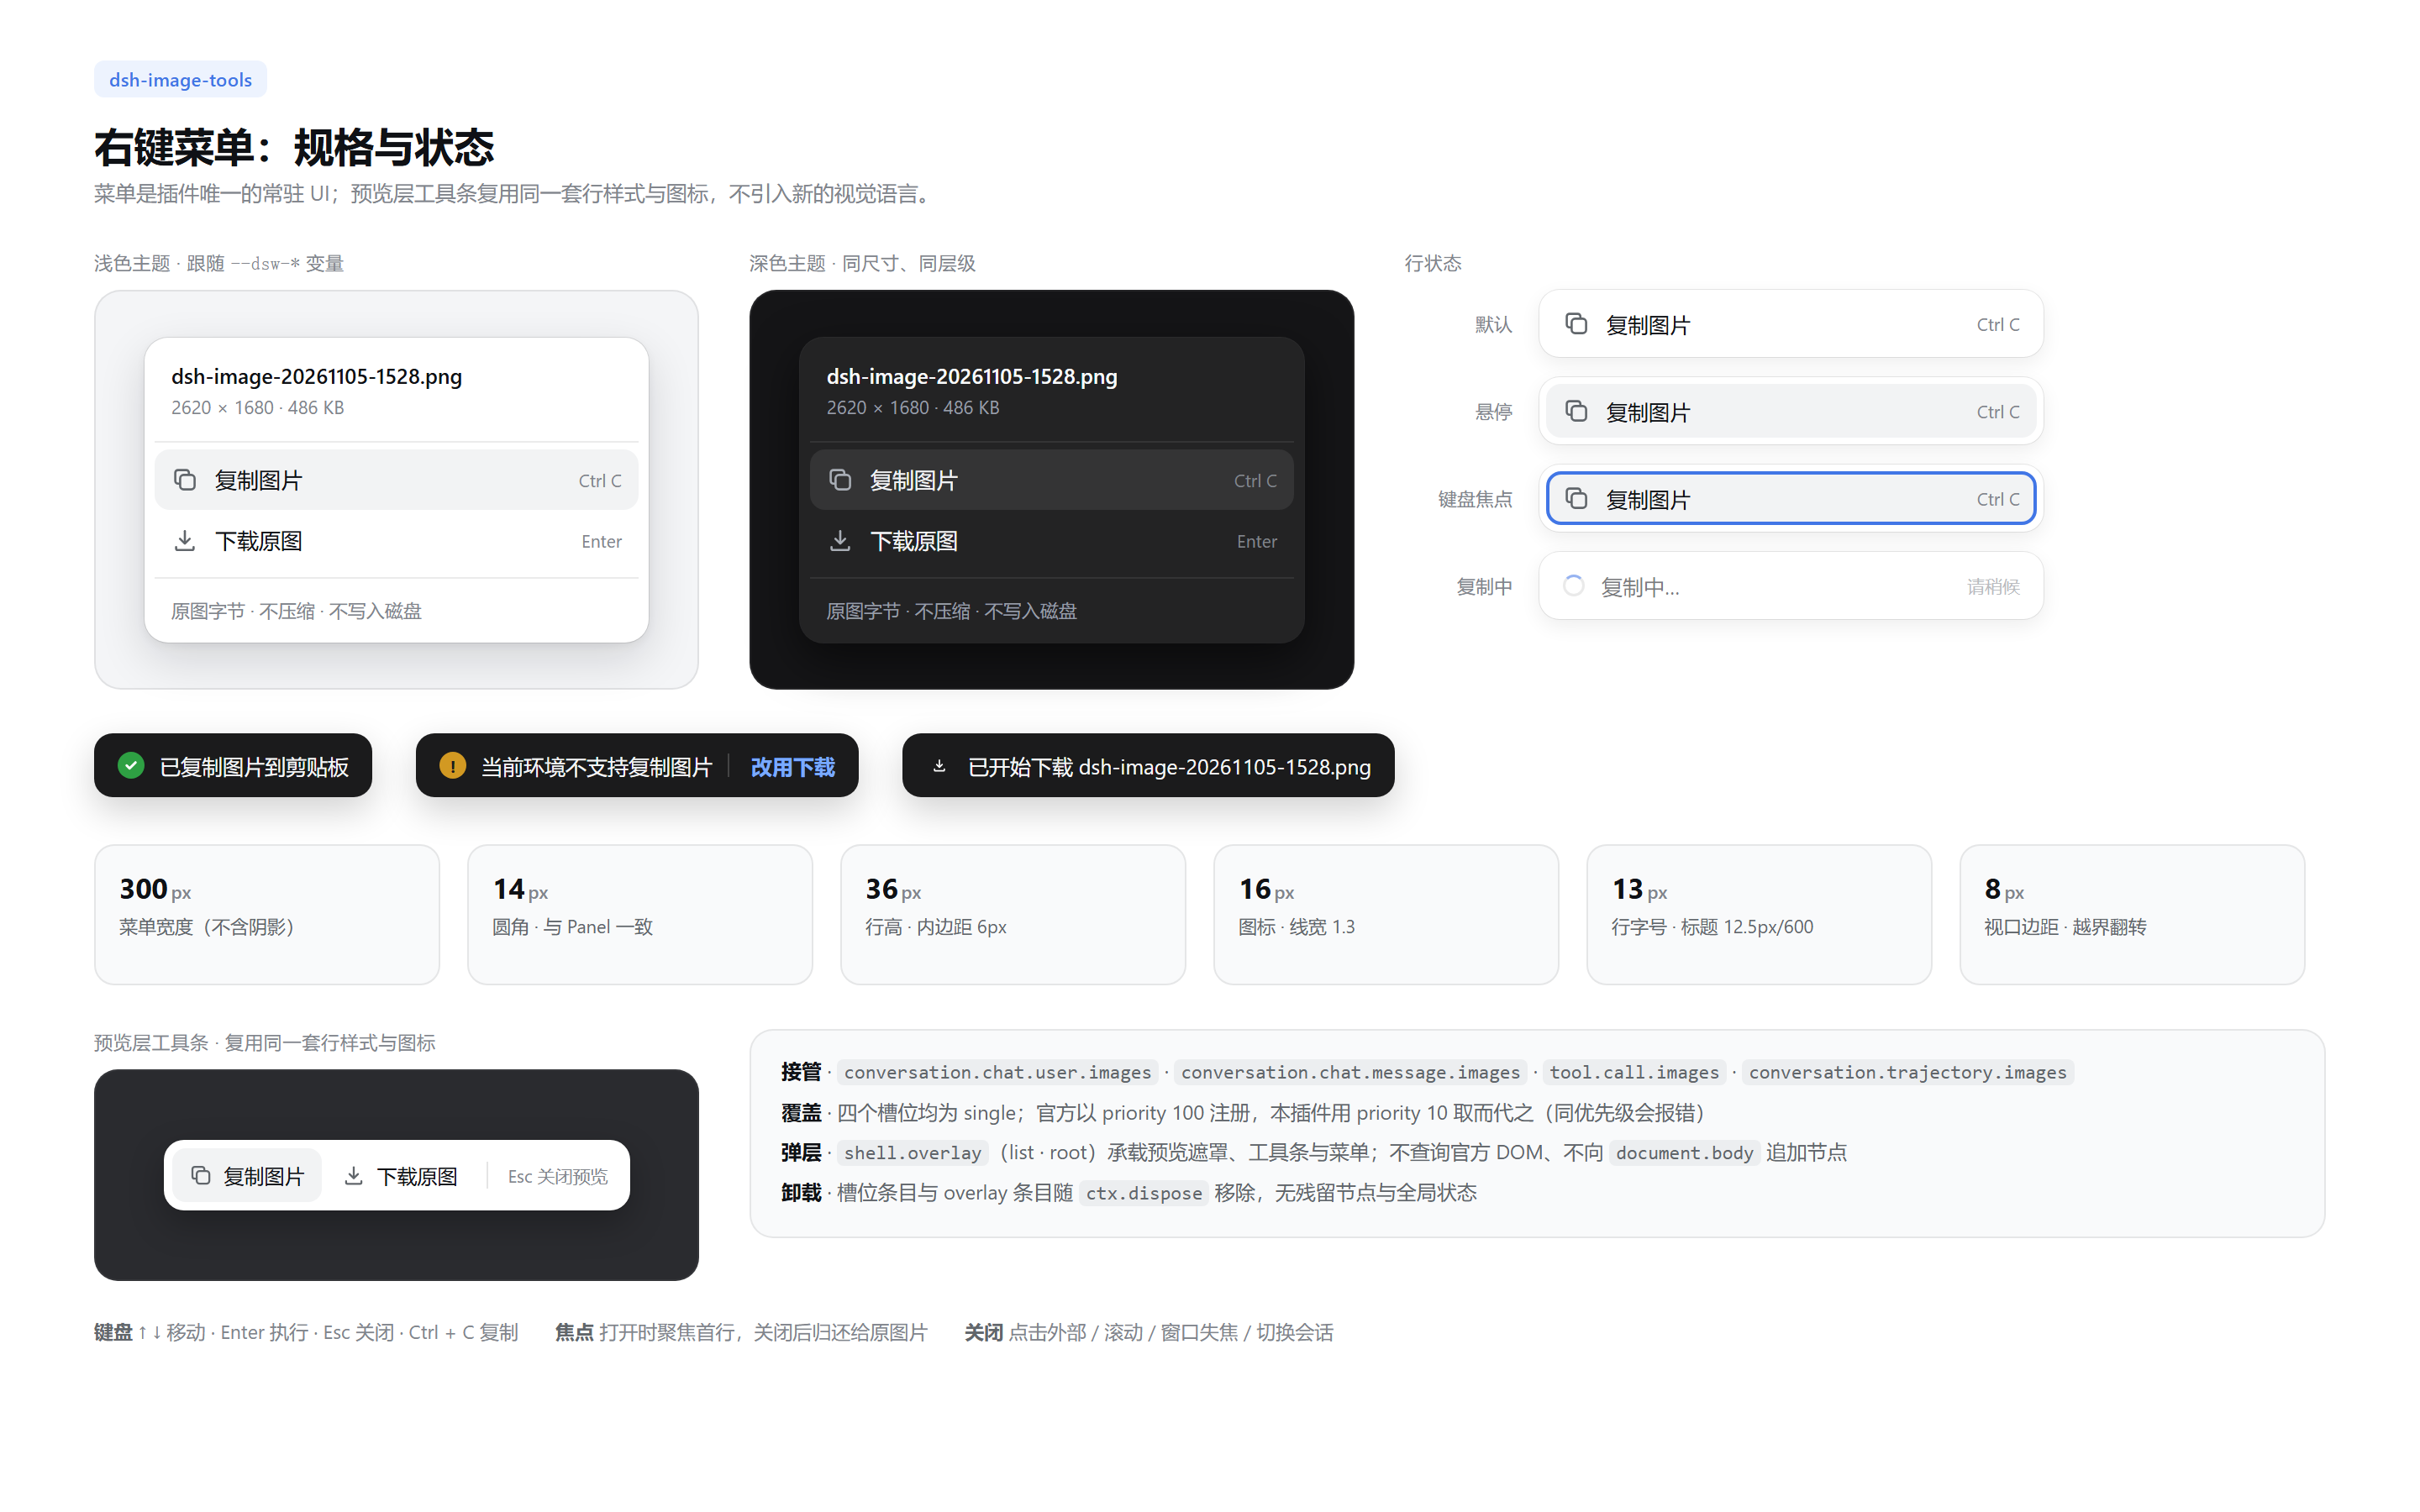 dsh-image-tools
右键菜单：规格与状态
菜单是插件唯一的常驻 UI；预览层工具条复用同一套行样式与图标，不引入新的视觉语言。
浅色主题 · 跟随 --dsw-* 变量
dsh-image-20261105-1528.png
2620 × 1680 · 486 KB
复制图片 Ctrl C
下载原图 Enter
原图字节 · 不压缩 · 不写入磁盘
深色主题 · 同尺寸、同层级
dsh-image-20261105-1528.png
2620 × 1680 · 486 KB
复制图片 Ctrl C
下载原图 Enter
原图字节 · 不压缩 · 不写入磁盘
行状态
默认 复制图片 Ctrl C
悬停 复制图片 Ctrl C
键盘焦点 复制图片 Ctrl C
复制中 复制中... 请稍候
已复制图片到剪贴板
当前环境不支持复制图片 改用下载
已开始下载 dsh-image-20261105-1528.png
300 px
菜单宽度（不含阴影）
14 px
圆角 · 与 Panel 一致
36 px
行高 · 内边距 6px
16 px
图标 · 线宽 1.3
13 px
行字号 · 标题 12.5px/600
8 px
视口边距 · 越界翻转
预览层工具条 · 复用同一套行样式与图标
复制图片 下载原图 Esc 关闭预览
接管 · conversation.chat.user.images · conversation.chat.message.images · tool.call.images · conversation.trajectory.images
覆盖 · 四个槽位均为 single；官方以 priority 100 注册，本插件用 priority 10 取而代之（同优先级会报错）
弹层 · shell.overlay（list · root）承载预览遮罩、工具条与菜单；不查询官方 DOM、不向 document.body 追加节点
卸载 · 槽位条目与 overlay 条目随 ctx.dispose 移除，无残留节点与全局状态
键盘 ↑ ↓ 移动 · Enter 执行 · Esc 关闭 · Ctrl + C 复制 焦点 打开时聚焦首行，关闭后归还给原图片 关闭 点击外部 / 滚动 / 窗口失焦 / 切换会话